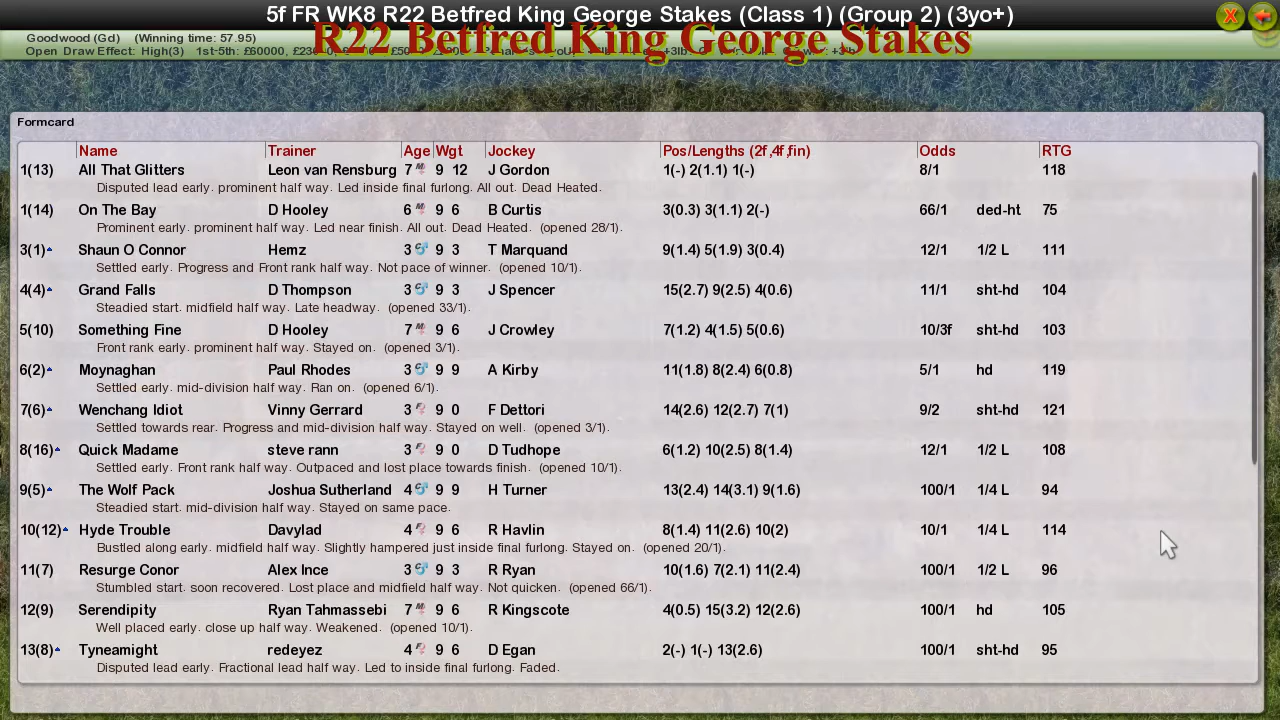 5f FR WK8 R22 Betfred King George Stakes (Class 1) (Group 2) (3yo+)
R22 Betfred King George Stakes
Goodwood (Gd) (Winning time: 57.95)
Open Draw Effect: High(3) 1st-5th: £60000,
Formcard
Name Trainer Age Wgt Jockey Pos/Lengths (2f,4f,fin) Odds RTG
1(13) All That Glitters Leon van Rensburg 7 9 12 J Gordon 1(-) 2(1.1) 1(-) 8/1 118
Disputed lead early. prominent half way. Led inside final furlong. All out. Dead Heated.
1(14) On The Bay D Hooley 6 9 6 B Curtis 3(0.3) 3(1.1) 2(-) 66/1 ded-ht 75
Prominent early. prominent half way. Led near finish. All out. Dead Heated. (opened 28/1).
3(1) Shaun O Connor Hemz 3 9 3 T Marquand 9(1.4) 5(1.9) 3(0.4) 12/1 1/2 L 111
Settled early. Progress and Front rank half way. Not pace of winner. (opened 10/1).
4(4) Grand Falls D Thompson 3 9 3 J Spencer 15(2.7) 9(2.5) 4(0.6) 11/1 sht-hd 104
Steadied start. midfield half way. Late headway. (opened 33/1).
5(10) Something Fine D Hooley 7 9 6 J Crowley 7(1.2) 4(1.5) 5(0.6) 10/3f sht-hd 103
Front rank early. prominent half way. Stayed on. (opened 3/1).
6(2) Moynaghan Paul Rhodes 3 9 9 A Kirby 11(1.8) 8(2.4) 6(0.8) 5/1 hd 119
Settled early. mid-division half way. Ran on. (opened 6/1).
7(6) Wenchang Idiot Vinny Gerrard 3 9 0 F Dettori 14(2.6) 12(2.7) 7(1) 9/2 sht-hd 121
Settled towards rear. Progress and mid-division half way. Stayed on well. (opened 3/1).
8(16) Quick Madame steve rann 3 9 0 D Tudhope 6(1.2) 10(2.5) 8(1.4) 12/1 1/2 L 108
Settled early. Front rank half way. Outpaced and lost place towards finish. (opened 10/1).
9(5) The Wolf Pack Joshua Sutherland 4 9 9 H Turner 13(2.4) 14(3.1) 9(1.6) 100/1 1/4 L 94
Steadied start. mid-division half way. Stayed on same pace.
10(12) Hyde Trouble Davylad 4 9 6 R Havlin 8(1.4) 11(2.6) 10(2) 10/1 1/4 L 114
Bustled along early. midfield half way. Slightly hampered just inside final furlong. Stayed on. (opened 20/1).
11(7) Resurge Conor Alex Ince 3 9 3 R Ryan 10(1.6) 7(2.1) 11(2.4) 100/1 1/2 L 96
Stumbled start. soon recovered. Lost place and midfield half way. Not quicken. (opened 66/1).
12(9) Serendipity Ryan Tahmassebi 7 9 6 R Kingscote 4(0.5) 15(3.2) 12(2.6) 100/1 hd 105
Well placed early. close up half way. Weakened. (opened 10/1).
13(8) Tyneamight redeyez 4 9 6 D Egan 2(-) 1(-) 13(2.6) 100/1 sht-hd 95
Disputed lead early. Fractional lead half way. Led to inside final furlong. Faded.